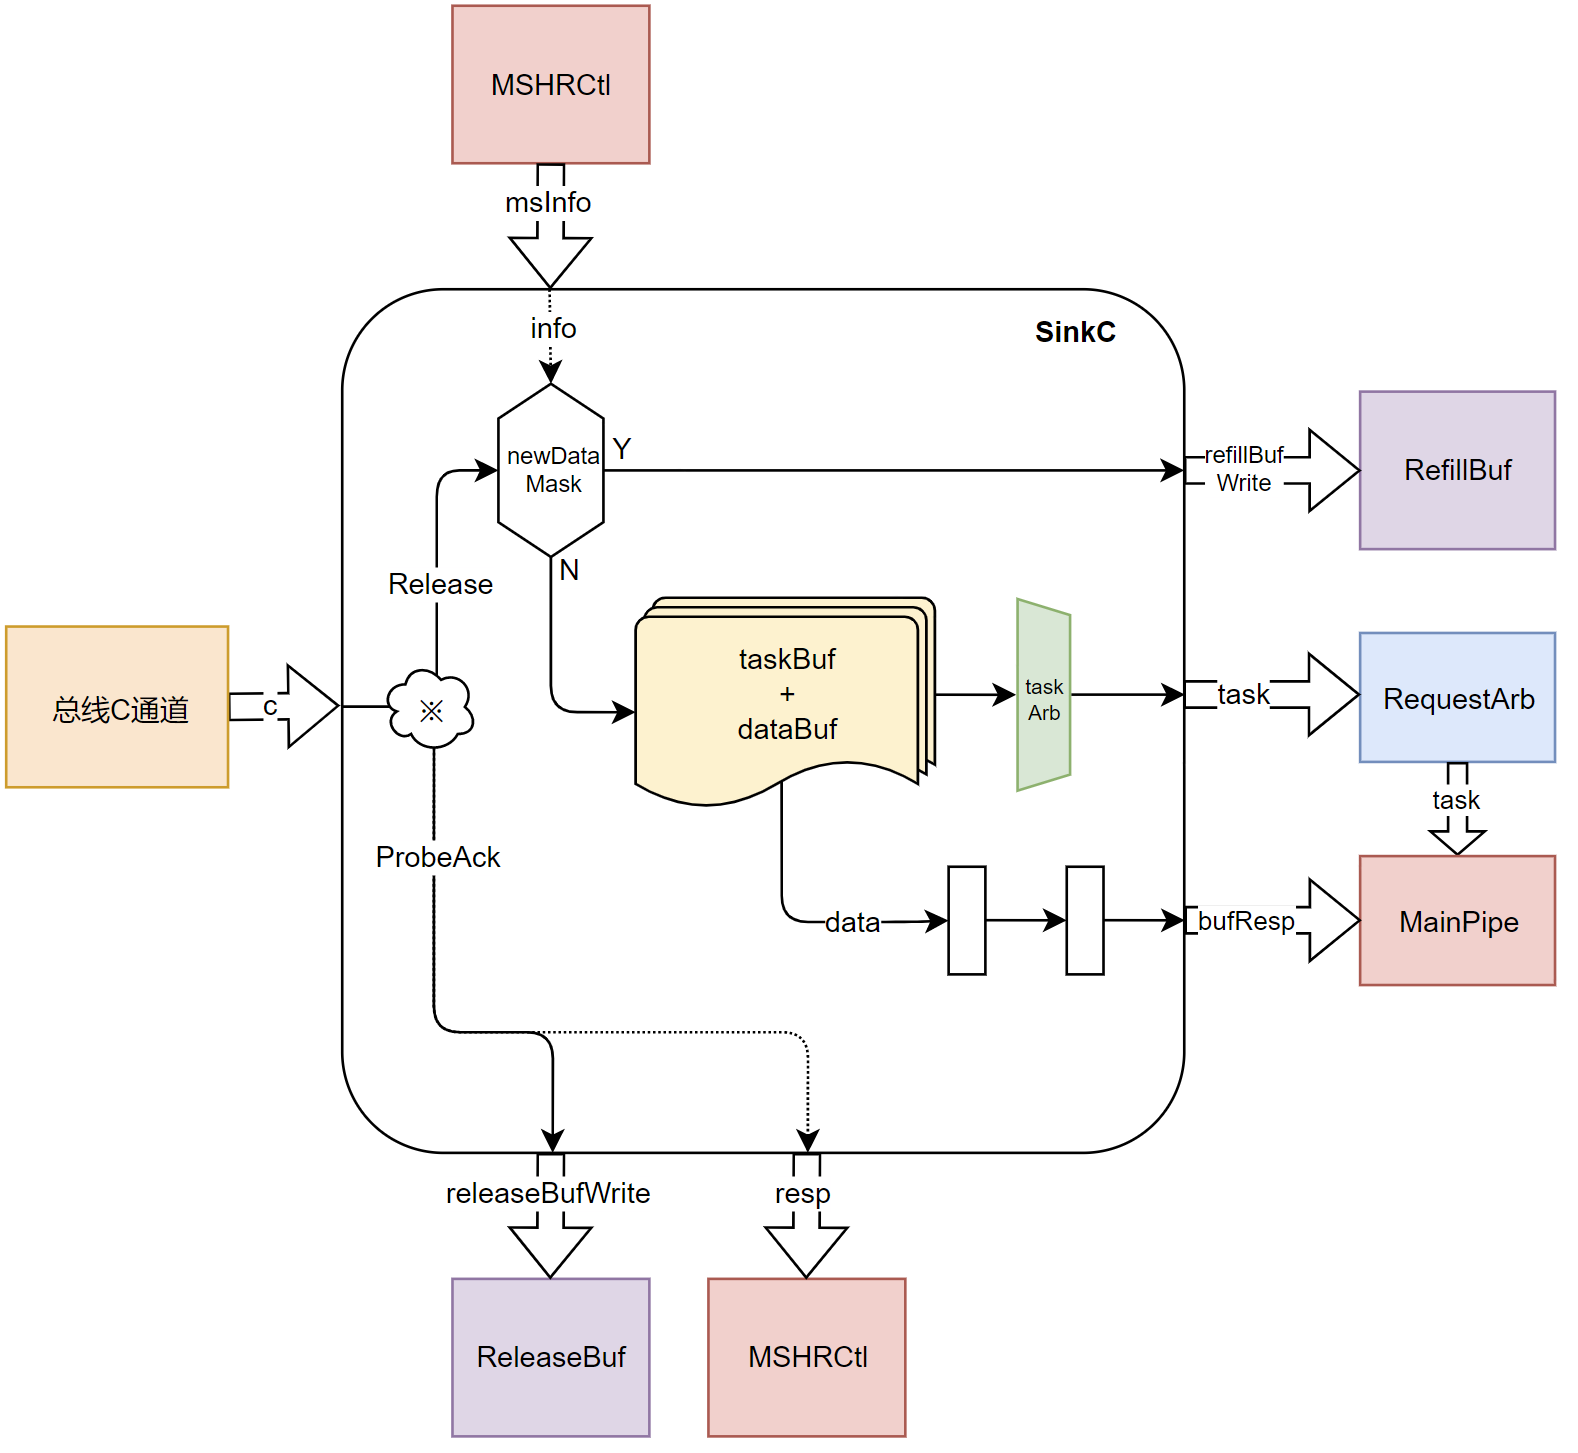 MSHRCtl
msInfo
info
SinkC
newData
Mask
Y
N
refillBuf
Write
RefillBuf
Release
总线C通道
c
※
taskBuf
+
dataBuf
task
Arb
task
RequestArb
task
ProbeAck
data
bufResp
MainPipe
releaseBufWrite
resp
ReleaseBuf
MSHRCtl